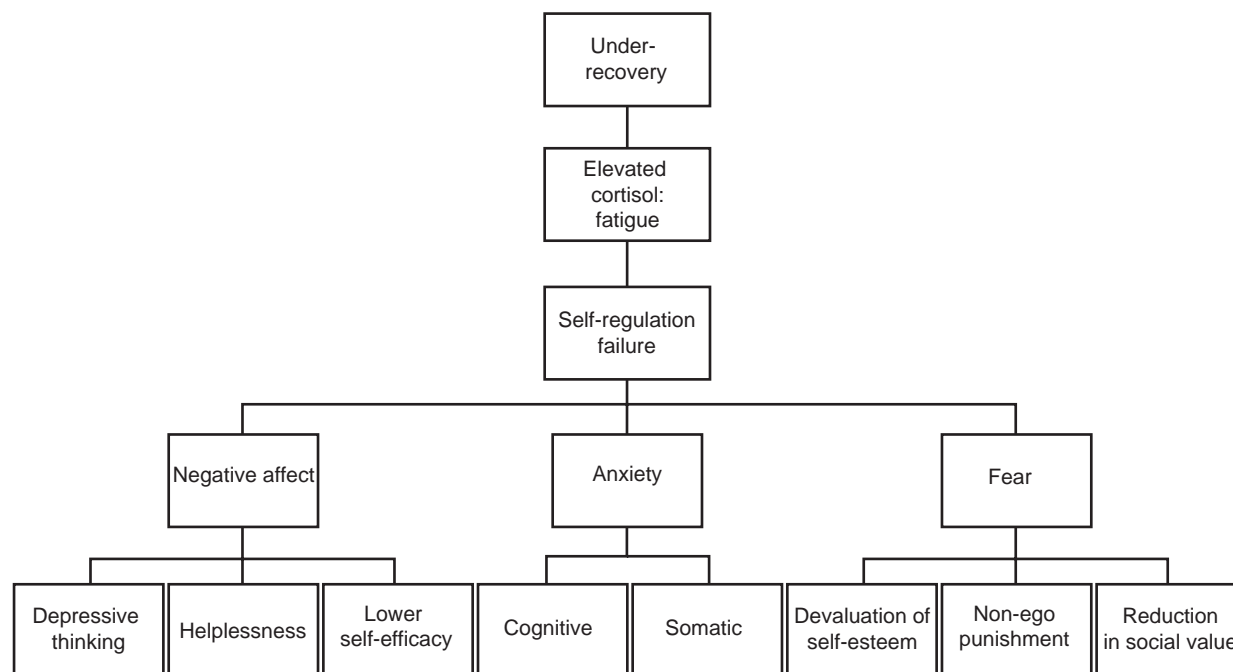 Under-
recovery
Elevated
cortisol:
fatigue
Self-regulation
failure
Negative affect
Anxiety
Fear
Depressive
thinking
Helplessness
Lower
self-efficacy
Cognitive
Somatic
Devaluation of
self-esteem
Non-ego
punishment
Reduction
in social value